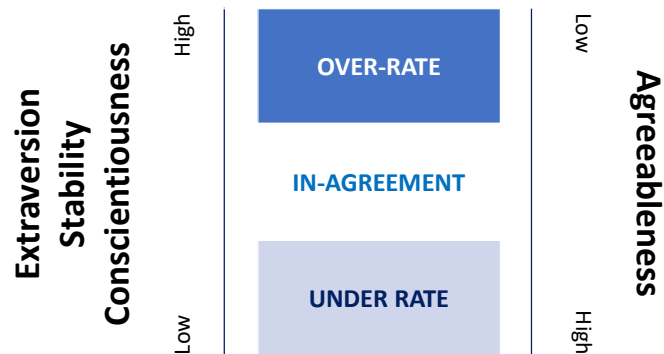 Extraversion
Stability
Conscientiousness
High
Low
OVER-RATE
IN-AGREEMENT
UNDER RATE
Low
High
Agreeableness